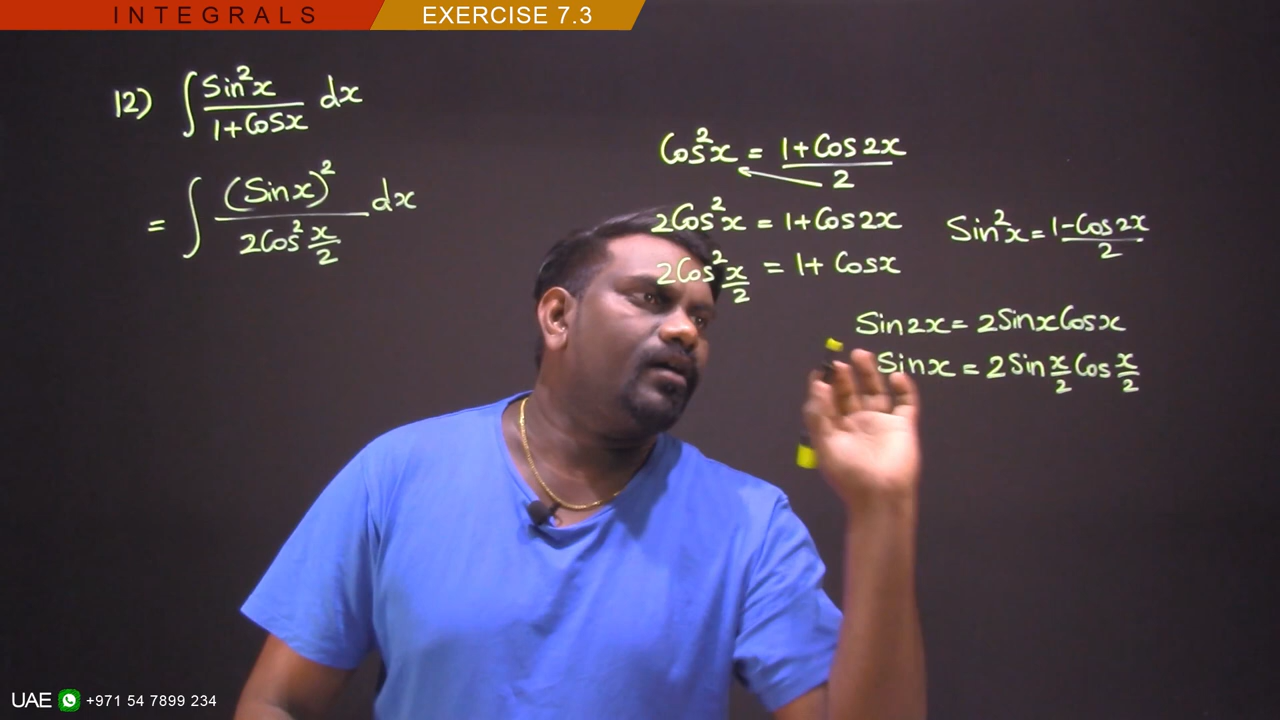 INTEGRALS EXERCISE 7.3
12) ∫ Sin²x / 1+Cosx dx
= ∫ (Sinx)² / 2Cos² x/2 dx
Cos²x = 1+Cos2x / 2
2Cos²x = 1+Cos2x
2Cos² x/2 = 1+ Cosx
Sin²x = 1-Cos2x / 2
Sin2x = 2SinxCosx
Sinx = 2Sin x/2 Cos x/2
UAE +971 54 7899 234